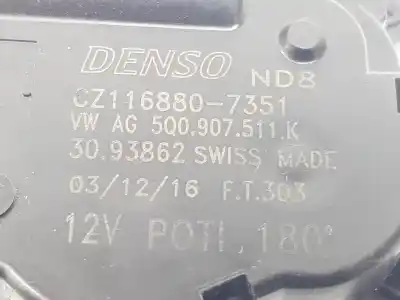 DENSO ND8
CZ116880-7351
VW AG 5Q0.907.511.K
30.93862 SWISS MADE
03/12/16 F.T.303
12V POTI. 180°